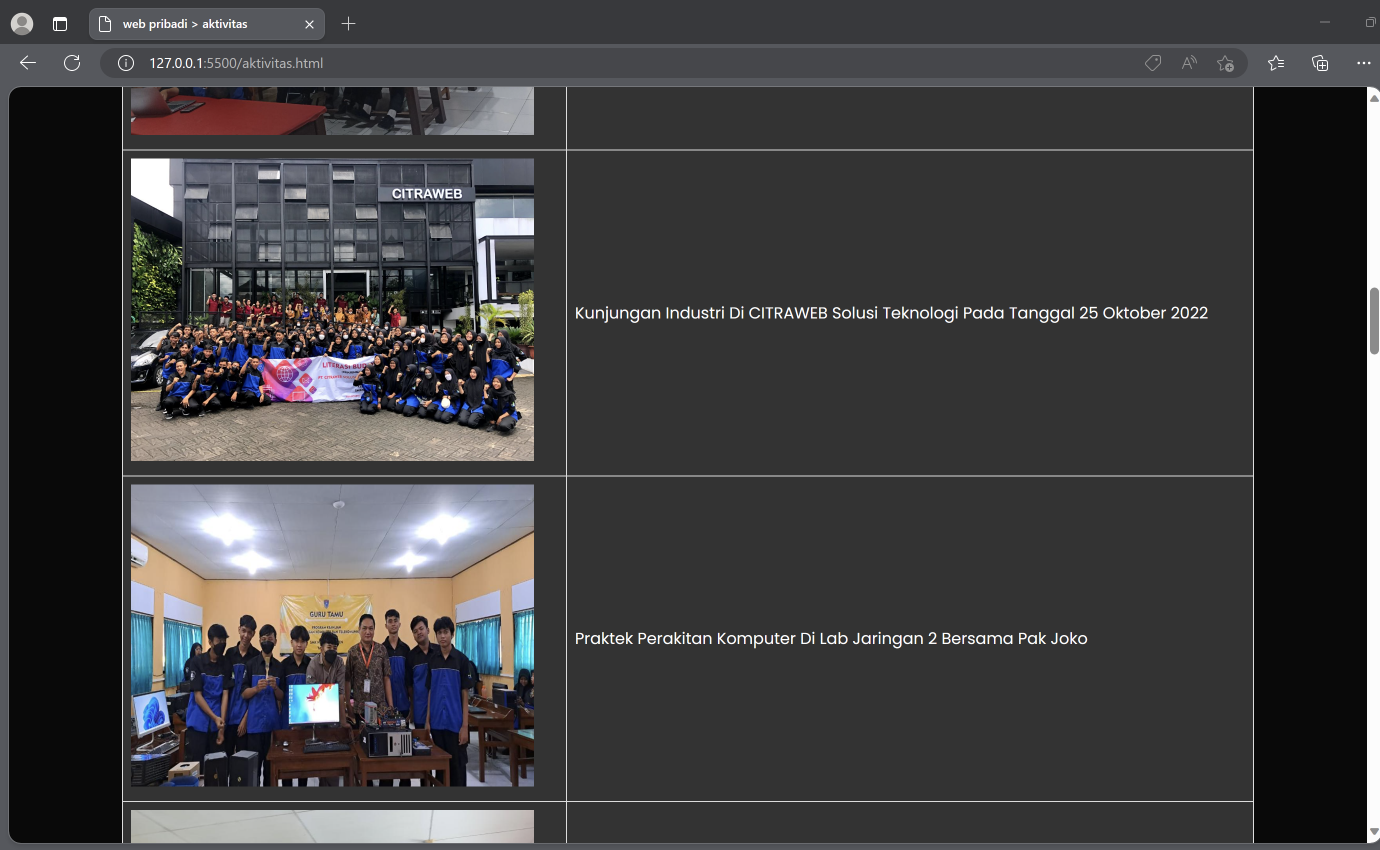 web pribadi > aktivitas
127.0.0.1:5500/aktivitas.html
CITRAWEB
LITERASI
Kunjungan Industri Di CITRAWEB Solusi Teknologi Pada Tanggal 25 Oktober 2022
GURU TAMU
Praktek Perakitan Komputer Di Lab Jaringan 2 Bersama Pak Joko